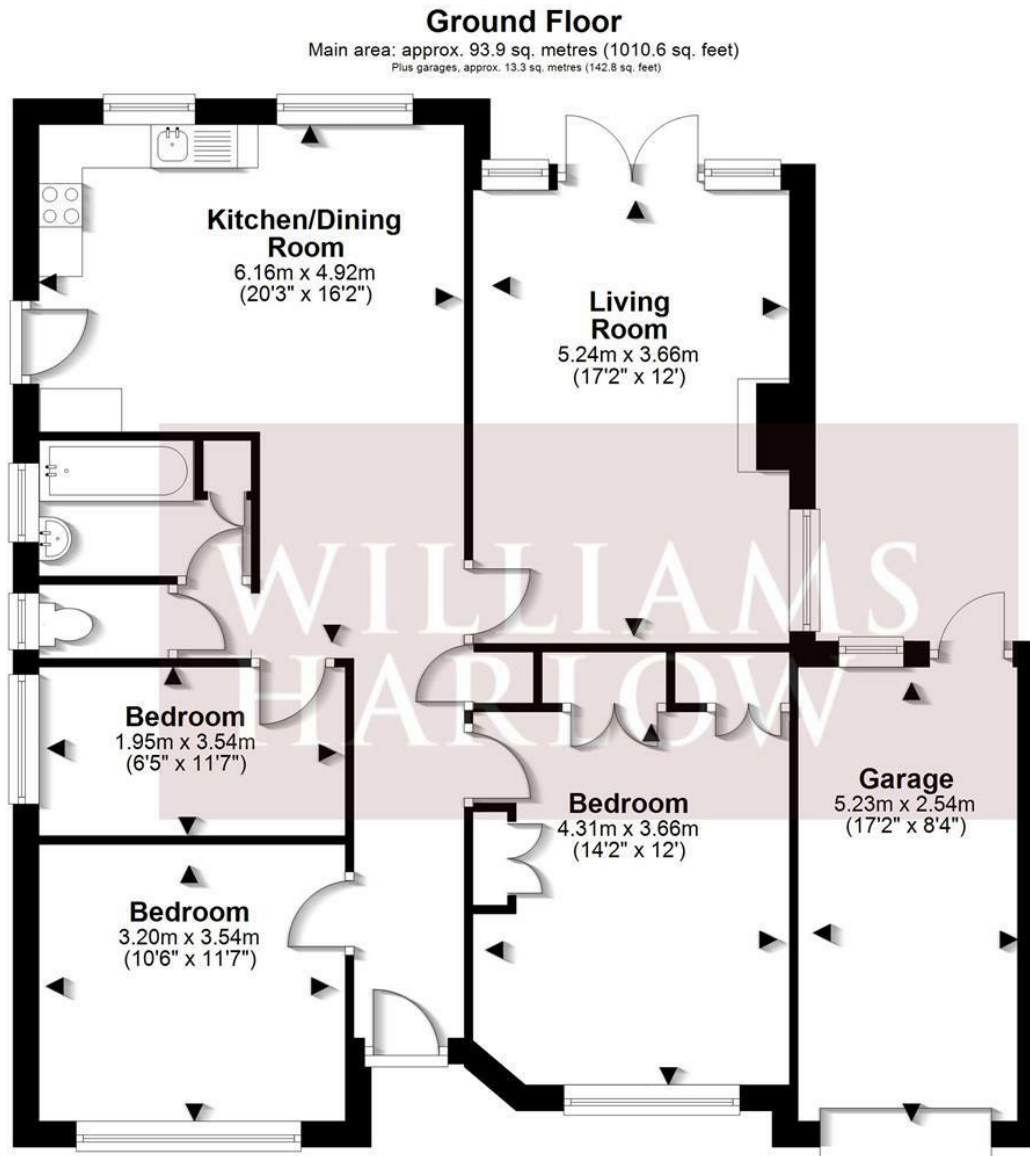 Ground Floor
Main area: approx. 93.9 sq. metres (1010.6 sq. feet)
Plus garages, approx. 13.3 sq. metres (142.8 sq. feet)
Kitchen/Dining
Room
6.16m x 4.92m
(20'3" x 16'2")
Living
Room
5.24m x 3.66m
(17'2" x 12')
WILLIAMS
HARLOW
Bedroom
1.95m x 3.54m
(6'5" x 11'7")
Bedroom
4.31m x 3.66m
(14'2" x 12')
Garage
5.23m x 2.54m
(17'2" x 8'4")
Bedroom
3.20m x 3.54m
(10'6" x 11'7")